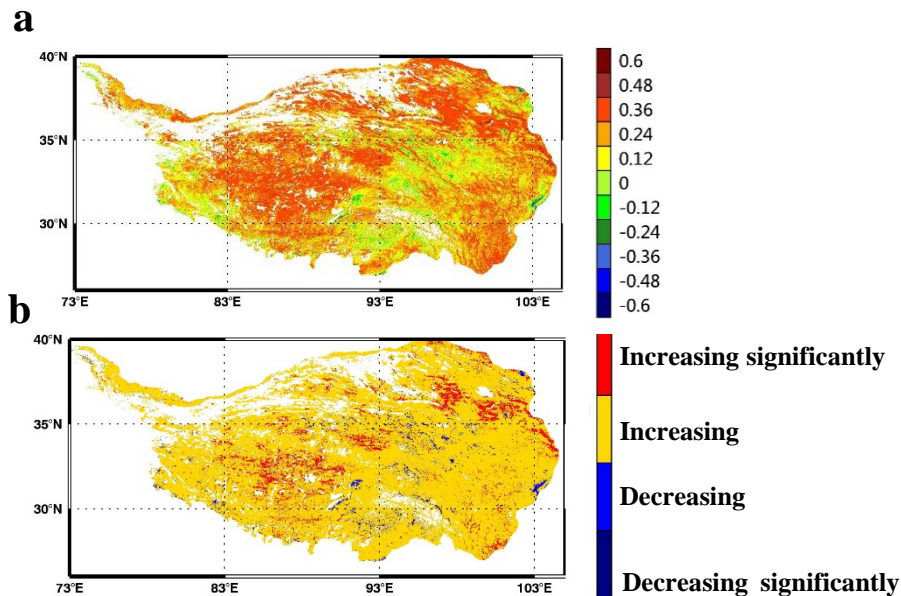 a
40°N
35°N
30°N
73°E 83°E 93°E 103°E
0.6
0.48
0.36
0.24
0.12
0
-0.12
-0.24
-0.36
-0.48
-0.6
b
40°N
35°N
30°N
73°E 83°E 93°E 103°E
Increasing significantly
Increasing
Decreasing
Decreasing significantly